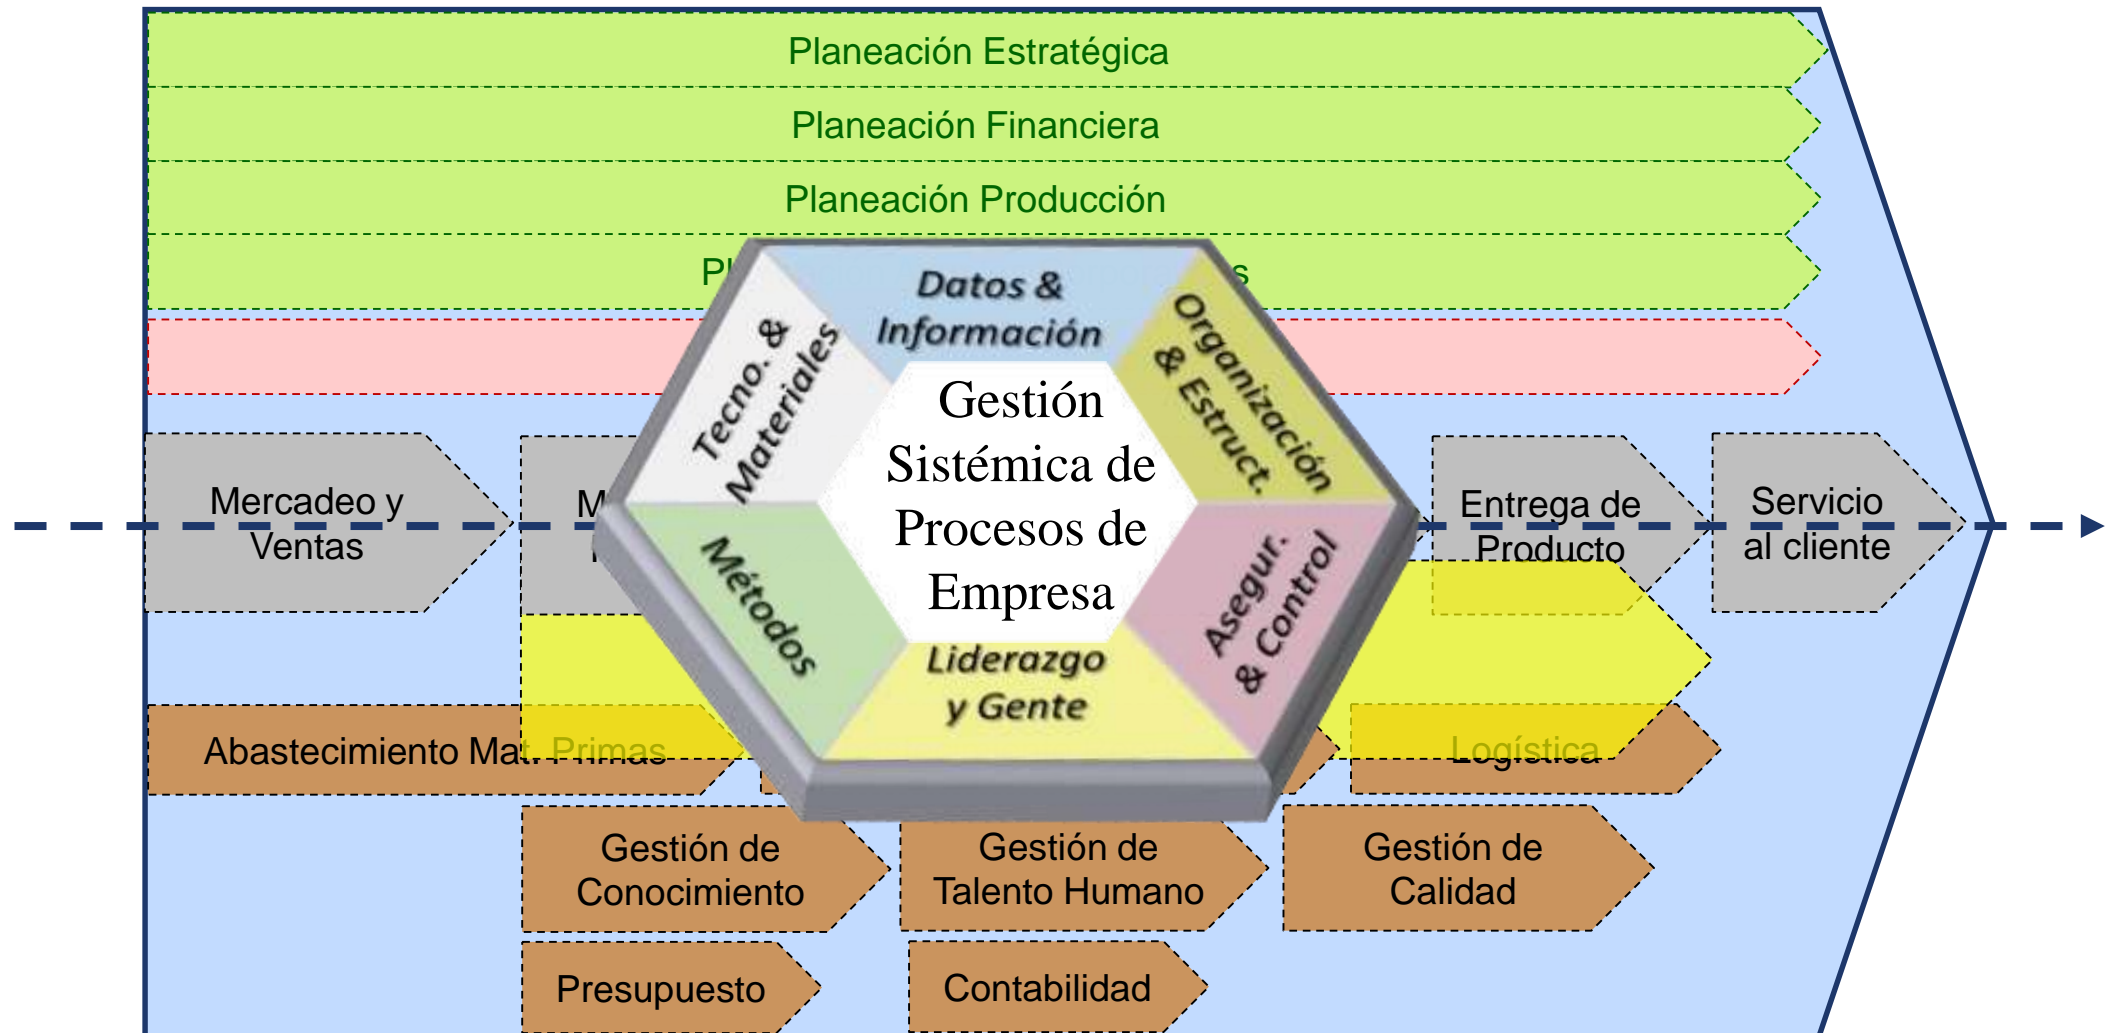 Planeación Estratégica
Planeación Financiera
Planeación Producción
Datos &
Información
Tecno. &
Materiales
Organización
& Estruct.
Gestión
Sistémica de
Procesos de
Empresa
Métodos
Asegur.
& Control
Liderazgo
y Gente
Mercadeo y
Ventas
Entrega de
Producto
Servicio
al cliente
Abastecimiento Mat. Primas
Logística
Gestión de
Conocimiento
Gestión de
Talento Humano
Gestión de
Calidad
Presupuesto
Contabilidad